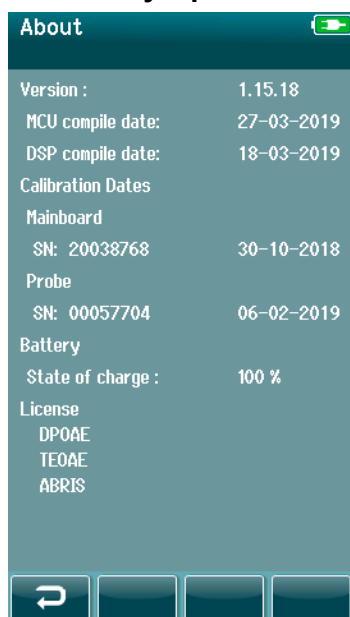 About
Version : 1.15.18
MCU compile date: 27-03-2019
DSP compile date: 18-03-2019
Calibration Dates
Mainboard
SN: 20038768 30-10-2018
Probe
SN: 00057704 06-02-2019
Battery
State of charge : 100 %
License
DPOAE
TEOAE
ABRIS